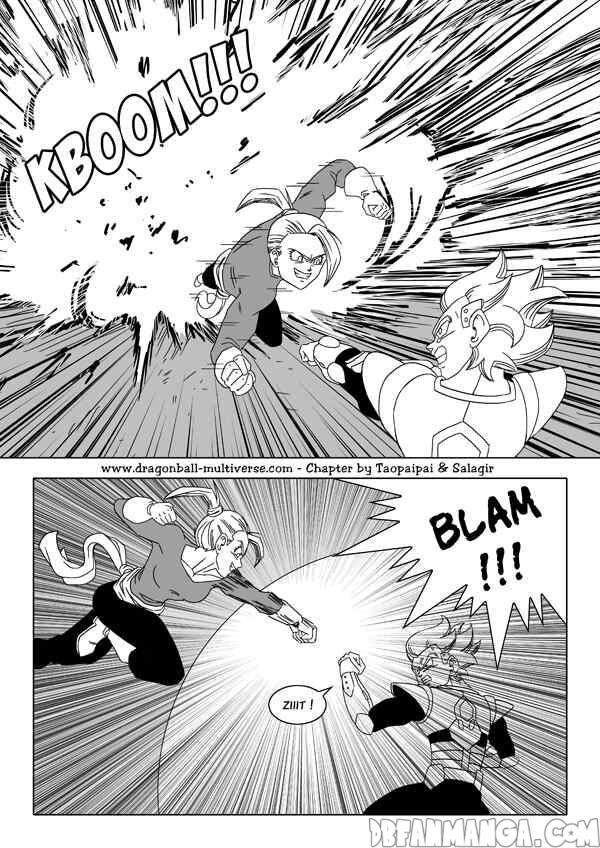 KBOOM!!!
www.dragonball-multiverse.com - Chapter by Taopaipai & Salagir
BLAM
!!!
ZIIIT !
DBFANMANGA.COM